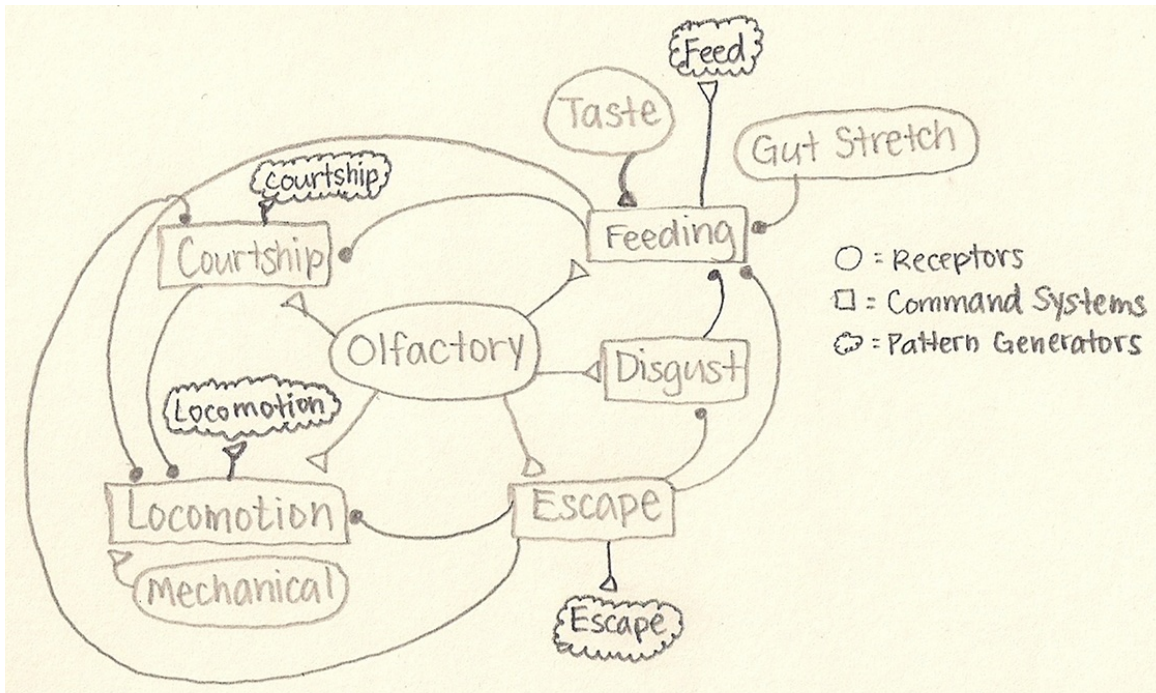 Feed
Taste
Gut Stretch
courtship
Courtship
Feeding
Olfactory
Disgust
Locomotion
Locomotion
Escape
Mechanical
Escape
O = Receptors
□ = Command Systems
= Pattern Generators